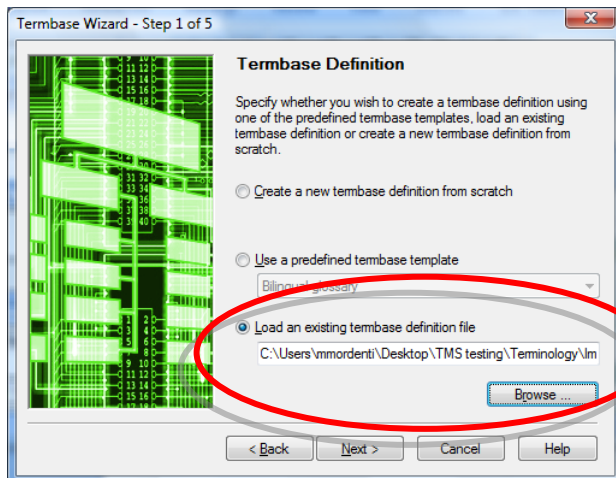 Termbase Wizard - Step 1 of 5
Termbase Definition
Specify whether you wish to create a termbase definition using
one of the predefined termbase templates, load an existing
termbase definition or create a new termbase definition from
scratch.
Create a new termbase definition from scratch
Use a predefined termbase template
Bilingual glossary
Load an existing termbase definition file
C:\Users\mmordenti\Desktop\TMS testing\Terminology\Im
Browse ...
< Back
Next >
Cancel
Help